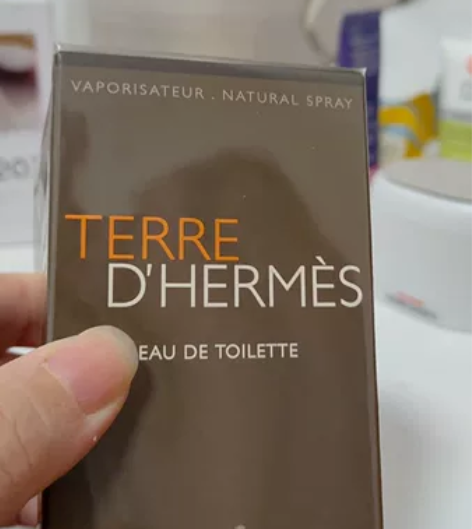 VAPORISATEUR . NATURAL SPRAY
TERRE
D'HERMÈS
EAU DE TOILETTE